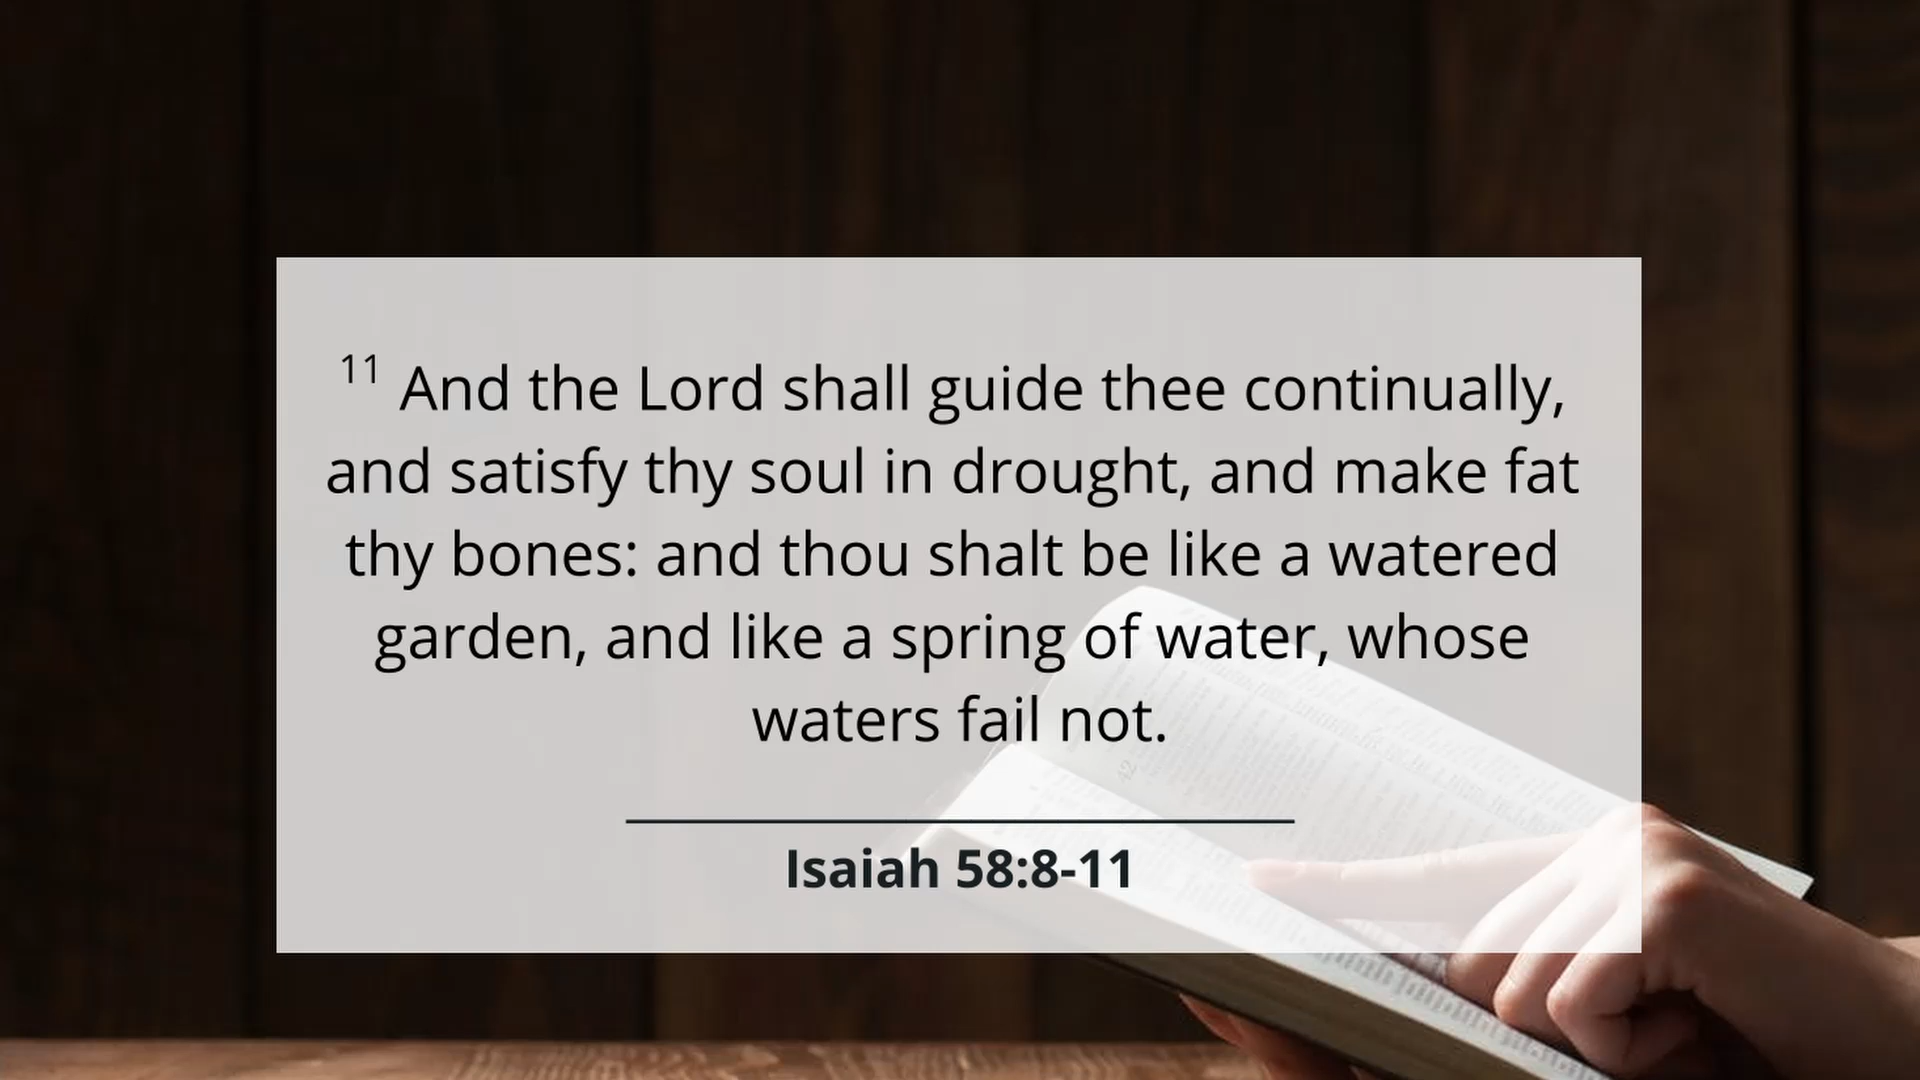 11 And the Lord shall guide thee continually,
and satisfy thy soul in drought, and make fat
thy bones: and thou shalt be like a watered
garden, and like a spring of water, whose
waters fail not.
Isaiah 58:8-11